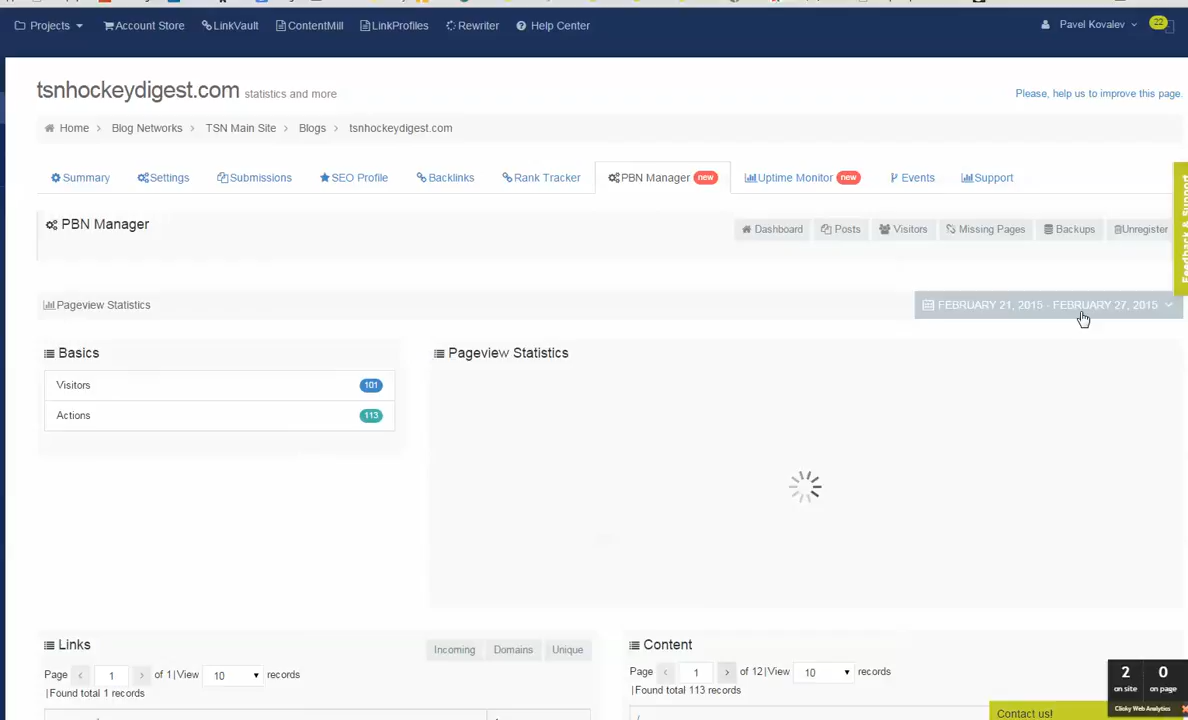 Projects Account Store LinkVault ContentMill LinkProfiles Rewriter Help Center Pavel Kovalev 22
tsnhockeydigest.com statistics and more
Please, help us to improve this page.
Home > Blog Networks > TSN Main Site > Blogs > tsnhockeydigest.com
Summary Settings Submissions SEO Profile Backlinks Rank Tracker PBN Manager new Uptime Monitor new Events Support
PBN Manager
Dashboard Posts Visitors Missing Pages Backups Unregister
Feedback & Support
Pageview Statistics
FEBRUARY 21, 2015 - FEBRUARY 27, 2015
Basics
Visitors 101
Actions 113
Pageview Statistics
Links
Incoming Domains Unique
Page < 1 > of 1 | View 10 records
| Found total 1 records
Content
Page < 1 > of 12 | View 10 records
| Found total 113 records
/
2 0
on site on page
Clicky Web Analytics
Contact us!